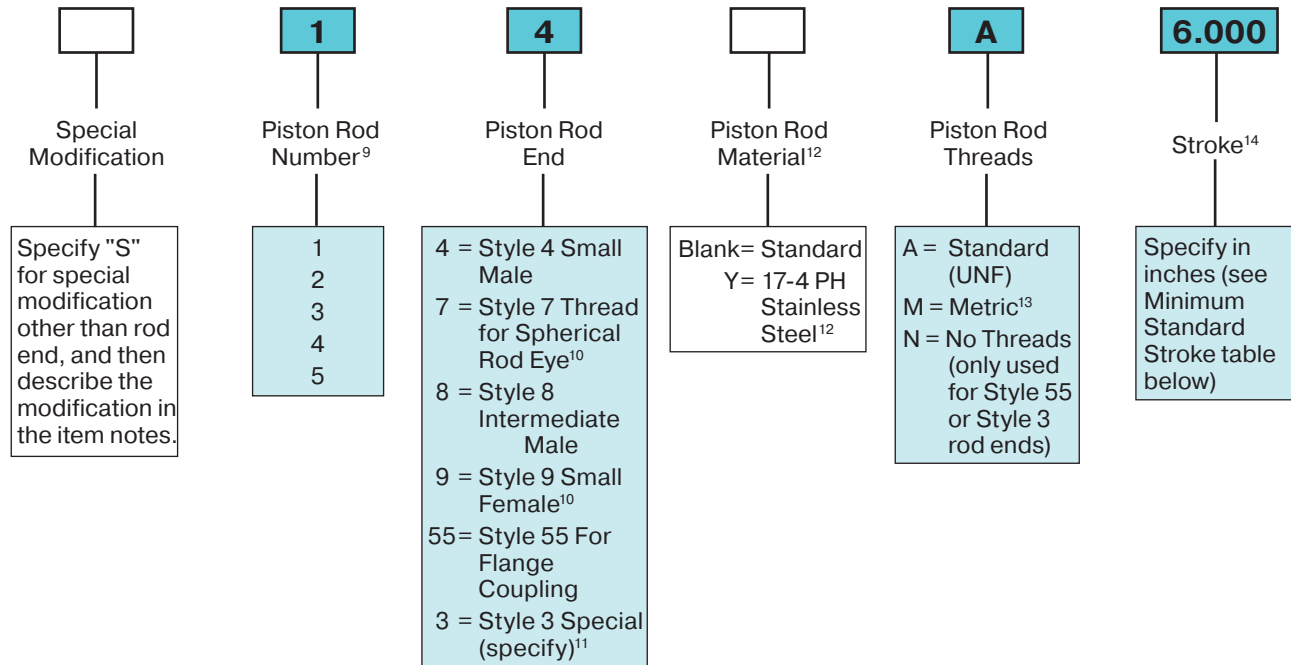 1
4
A
6.000
Special
Modification
Piston Rod
Number⁹
Piston Rod
End
Piston Rod
Material¹²
Piston Rod
Threads
Stroke¹⁴
Specify "S"
for special
modification
other than rod
end, and then
describe the
modification in
the item notes.
1
2
3
4
5
4 = Style 4 Small
Male
7 = Style 7 Thread
for Spherical
Rod Eye¹⁰
8 = Style 8
Intermediate
Male
9 = Style 9 Small
Female¹⁰
55= Style 55 For
Flange
Coupling
3 = Style 3 Special
(specify)¹¹
Blank= Standard
Y= 17-4 PH
Stainless
Steel¹²
A = Standard
(UNF)
M = Metric¹³
N = No Threads
(only used
for Style 55
or Style 3
rod ends)
Specify in
inches (see
Minimum
Standard
Stroke table
below)